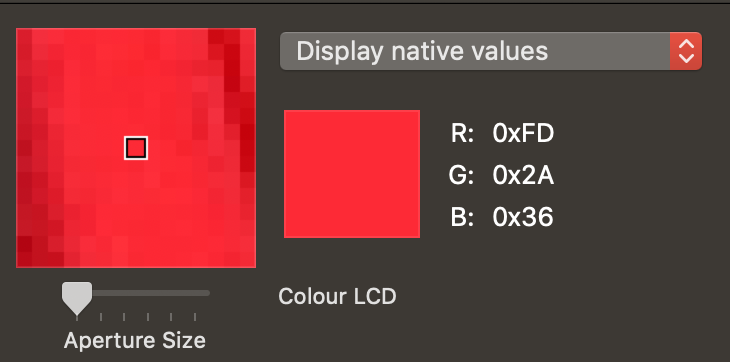 Display native values
R: 0xFD
G: 0x2A
B: 0x36
Colour LCD
Aperture Size